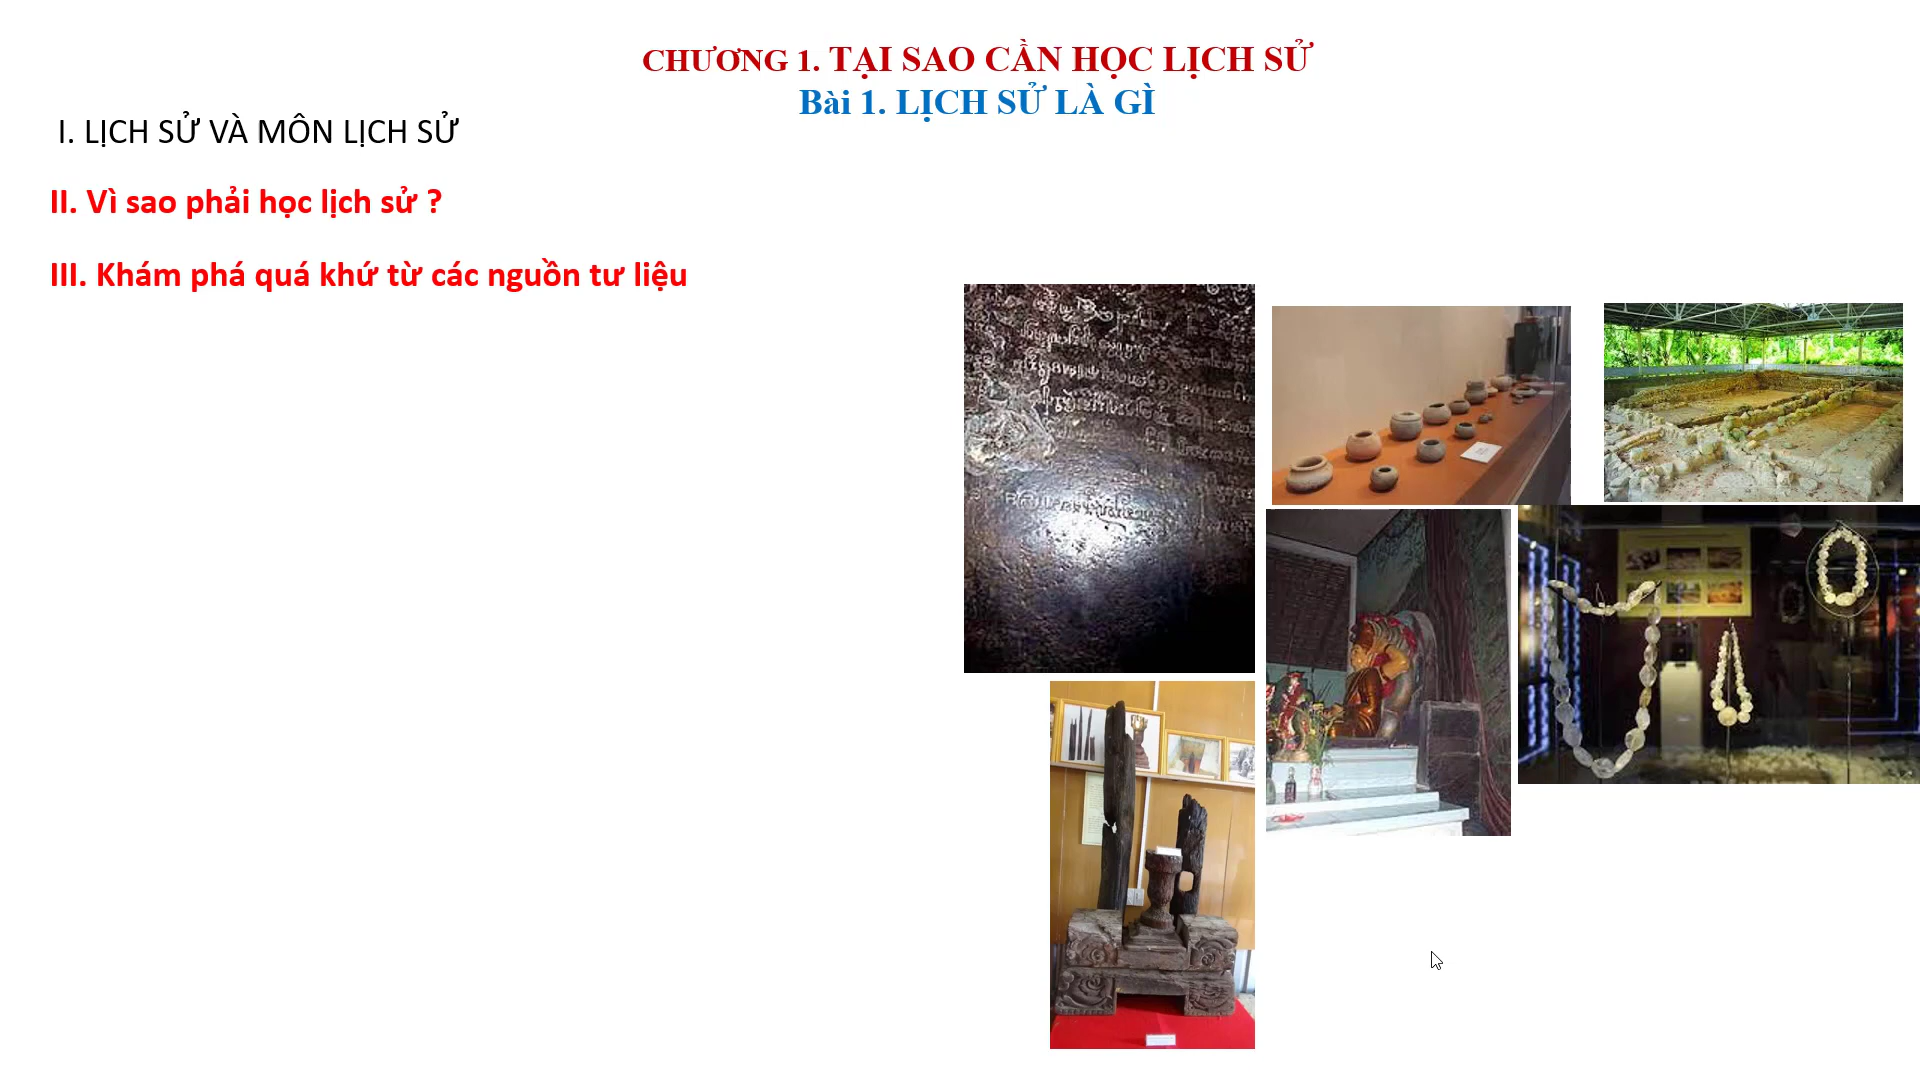 CHƯƠNG 1. TẠI SAO CẦN HỌC LỊCH SỬ
Bài 1. LỊCH SỬ LÀ GÌ
I. LỊCH SỬ VÀ MÔN LỊCH SỬ
II. Vì sao phải học lịch sử ?
III. Khám phá quá khứ từ các nguồn tư liệu